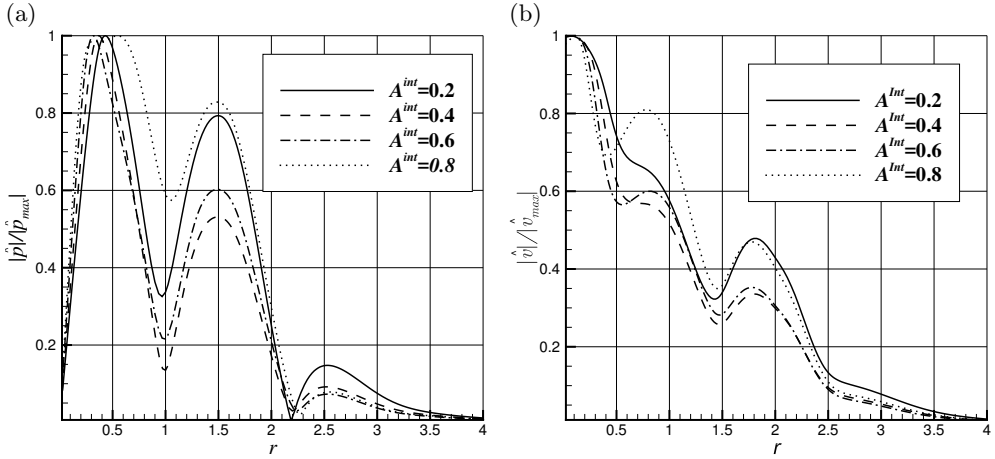 (a)
1
0.8
0.6
0.4
0.2
|p̂|/|p̂max|
A^int=0.2
A^int=0.4
A^int=0.6
A^int=0.8
0.5 1 1.5 2 2.5 3 3.5 4
r
(b)
1
0.8
0.6
0.4
0.2
|v̂|/|v̂max|
A^Int=0.2
A^Int=0.4
A^Int=0.6
A^Int=0.8
0.5 1 1.5 2 2.5 3 3.5 4
r